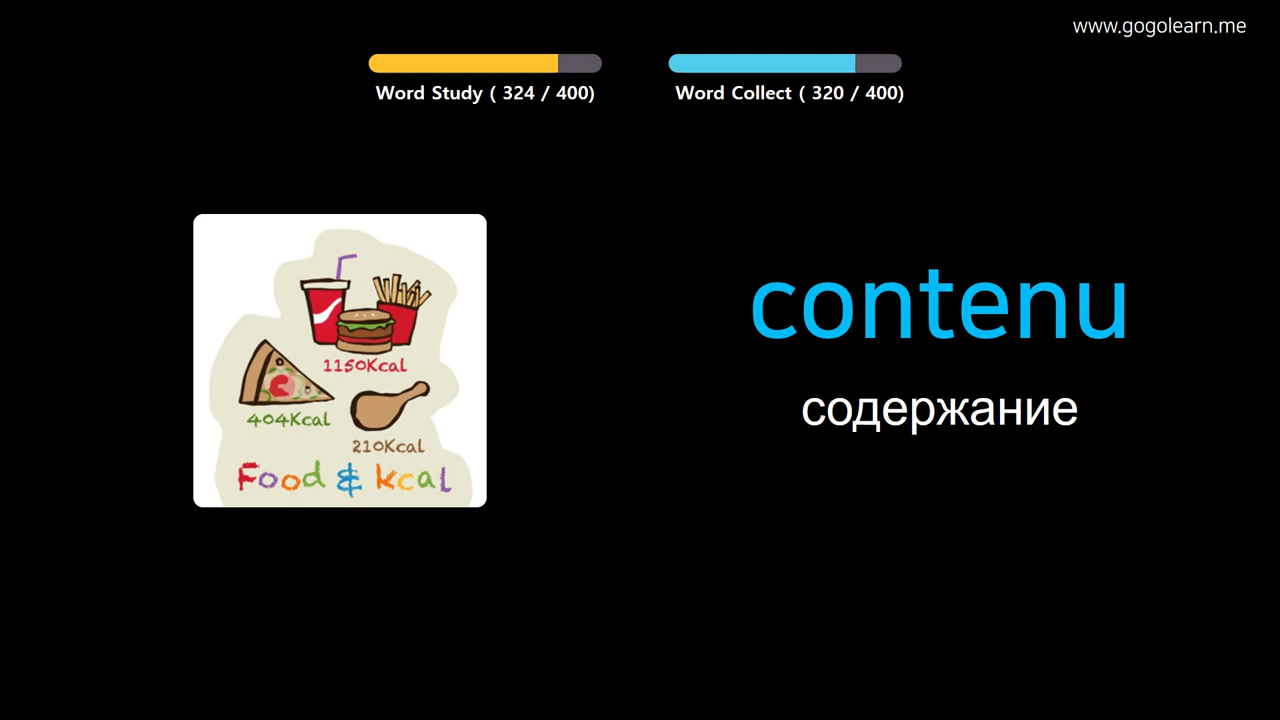 www.gogolearn.me
Word Study ( 324 / 400)
Word Collect ( 320 / 400)
1150Kcal
404Kcal
210Kcal
Food & kcal
contenu
содержание